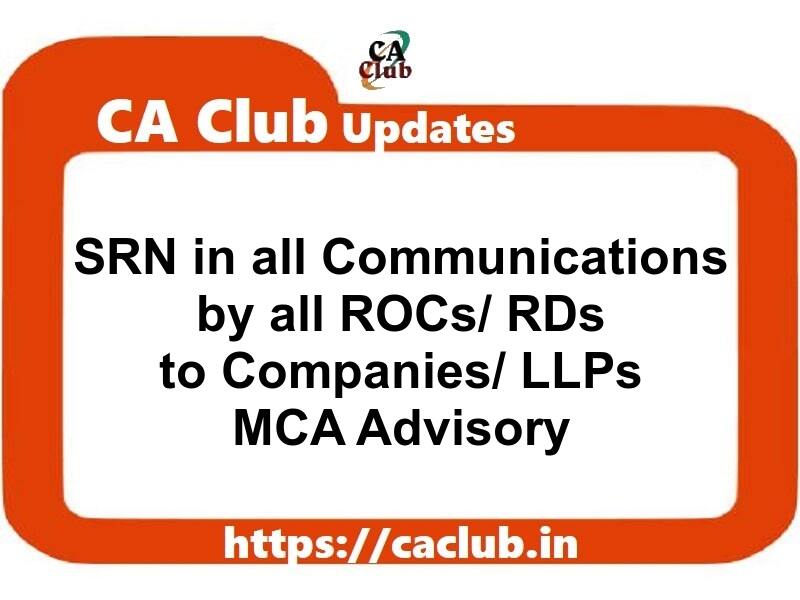 CA
Club
CA Club Updates
SRN in all Communications
by all ROCs/ RDs
to Companies/ LLPs
MCA Advisory
https://caclub.in